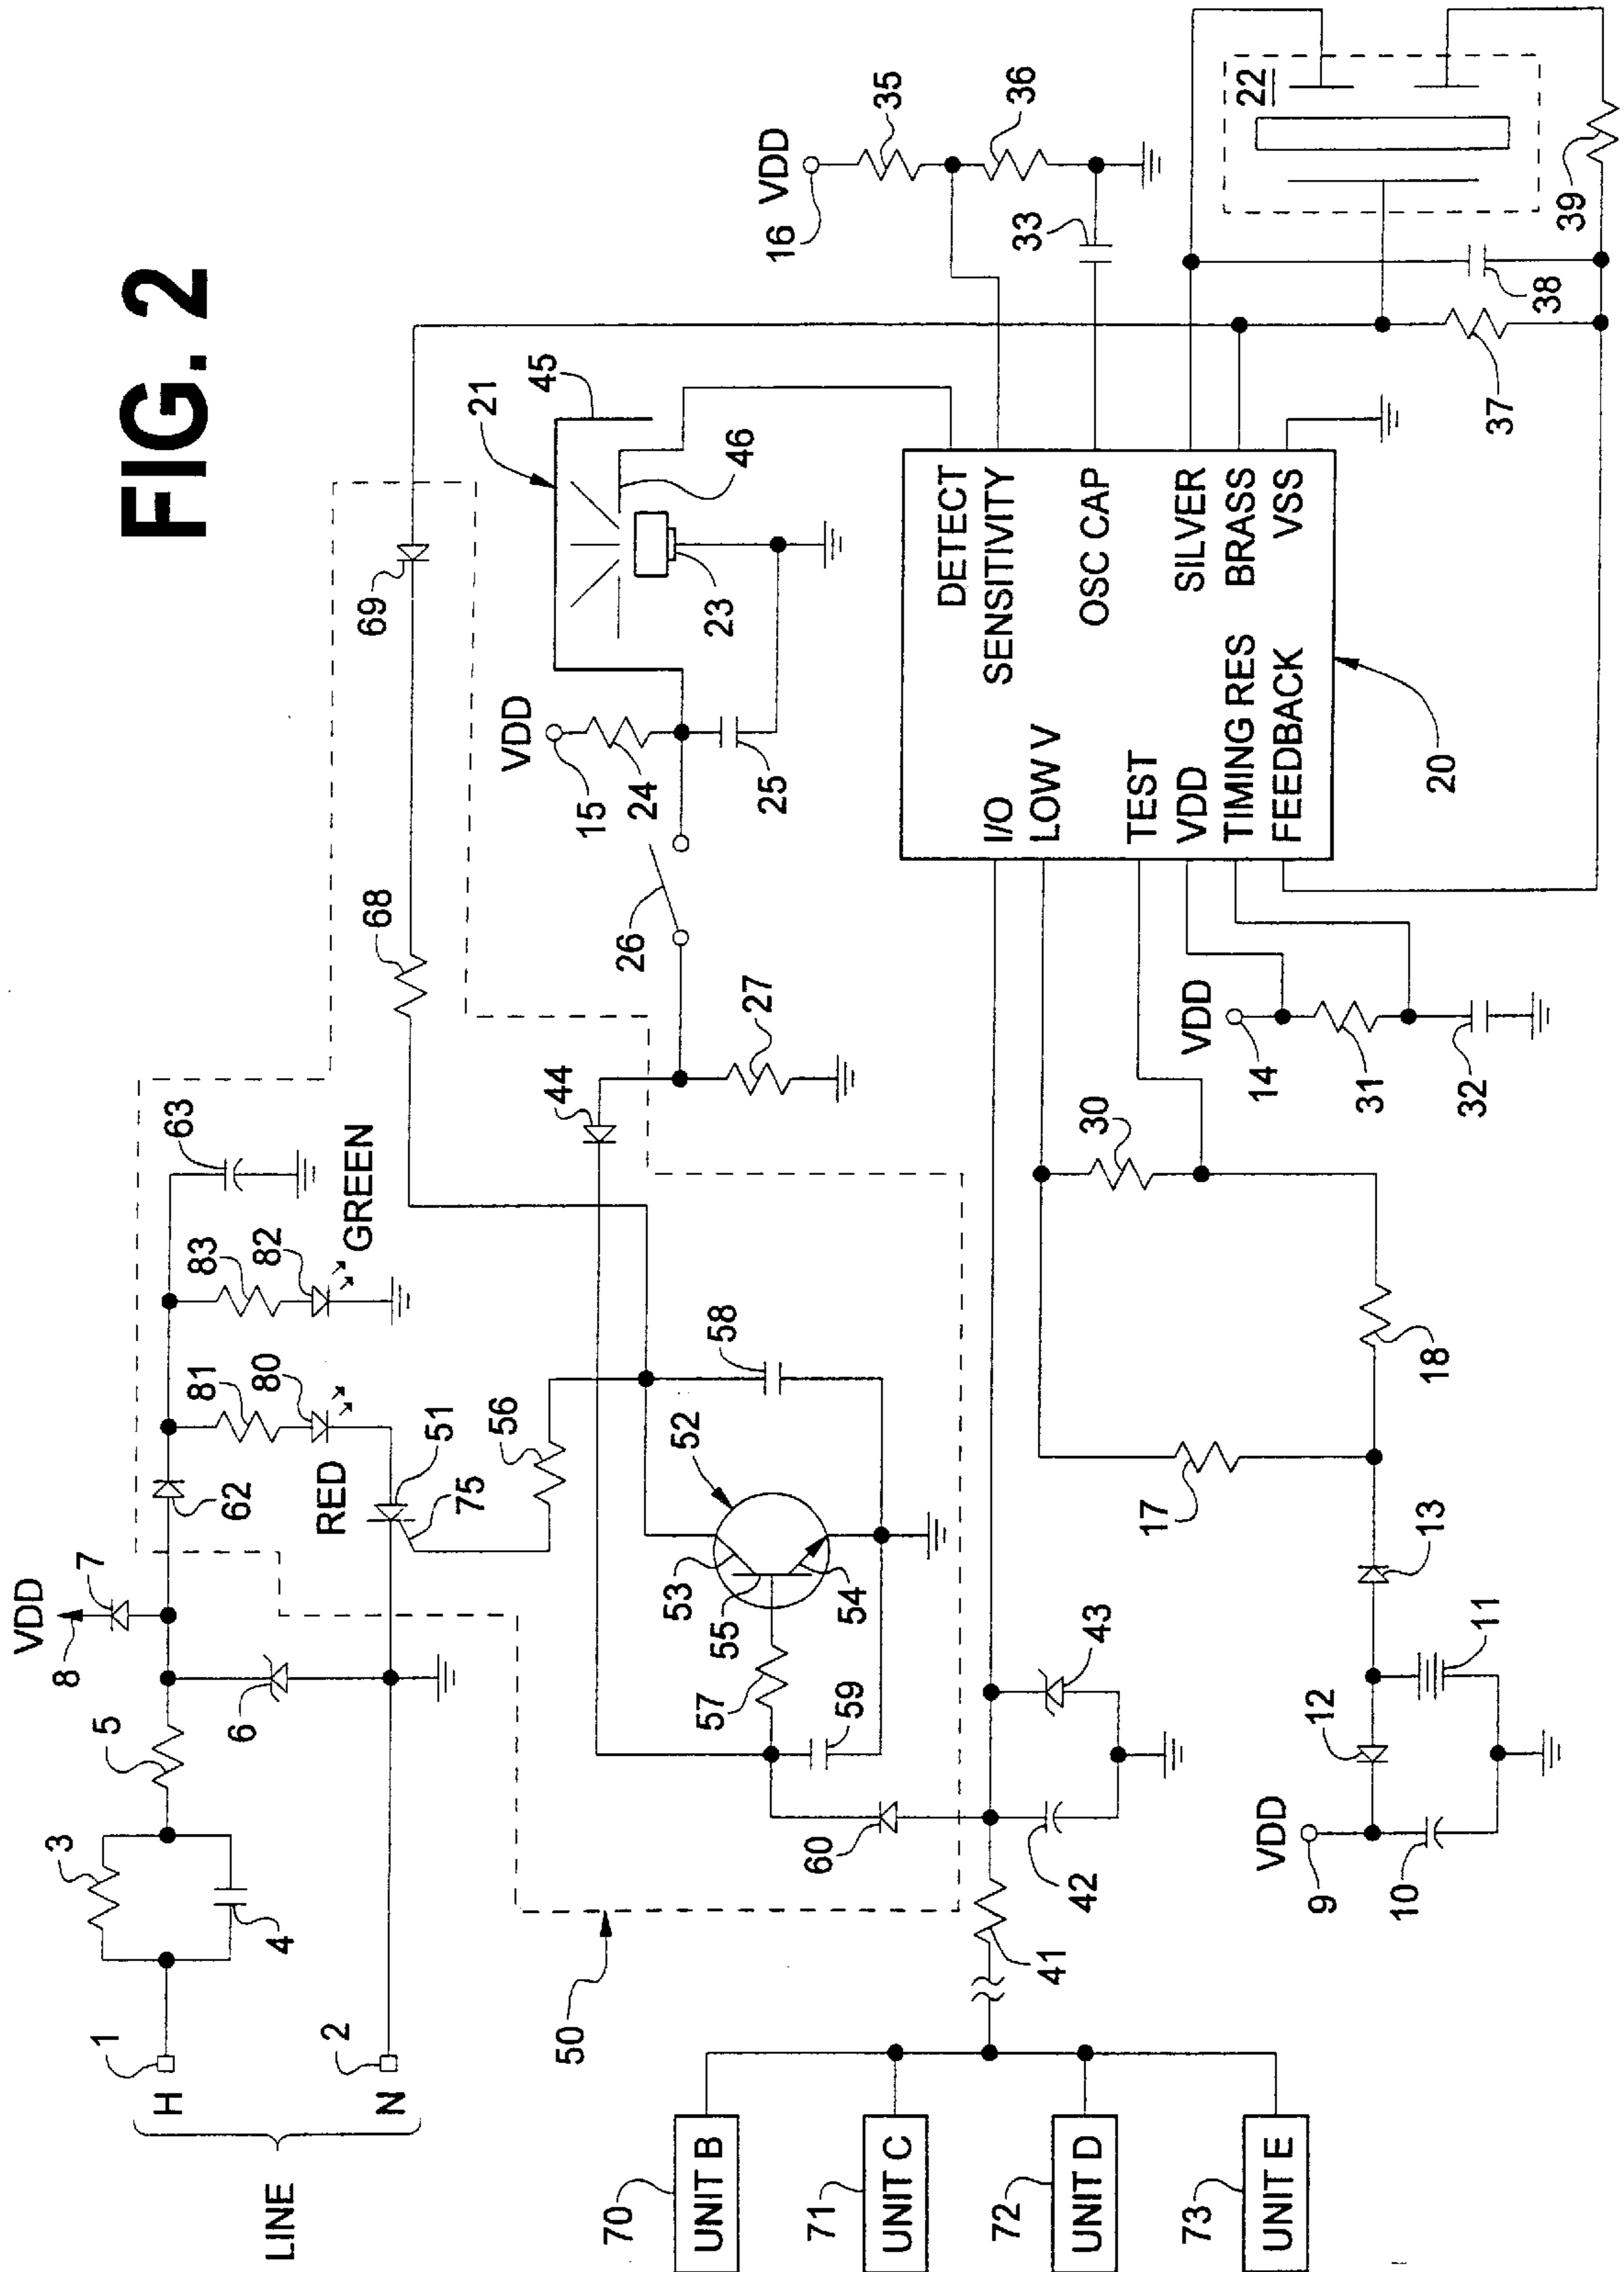 FIG. 2
LINE
H
N
1
2
3
4
5
6
7
8
VDD
62
81
80
RED
51
75
83
82
GREEN
63
56
68
69
50
52
53
54
55
57
58
59
60
44
27
26
VDD
15
24
25
21
45
46
23
VDD
16
35
36
33
22
39
38
37
70
UNIT B
71
UNIT C
72
UNIT D
73
UNIT E
41
42
43
I/O
LOW V
TEST
VDD
TIMING RES
FEEDBACK
DETECT
SENSITIVITY
OSC CAP
SILVER
BRASS
VSS
20
VDD
14
31
32
30
18
17
13
12
11
VDD
9
10